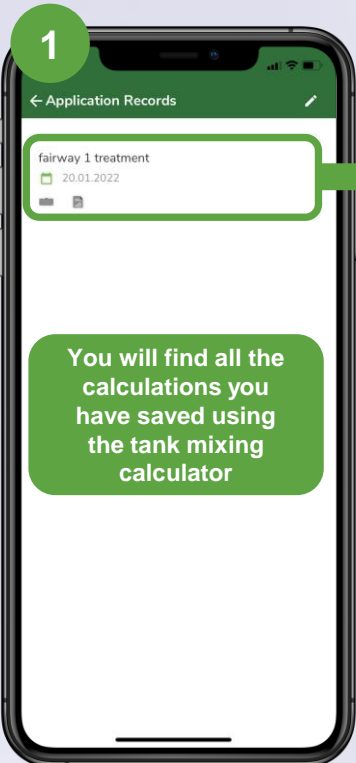 1
Application Records
fairway 1 treatment
20.01.2022
You will find all the
calculations you
have saved using
the tank mixing
calculator